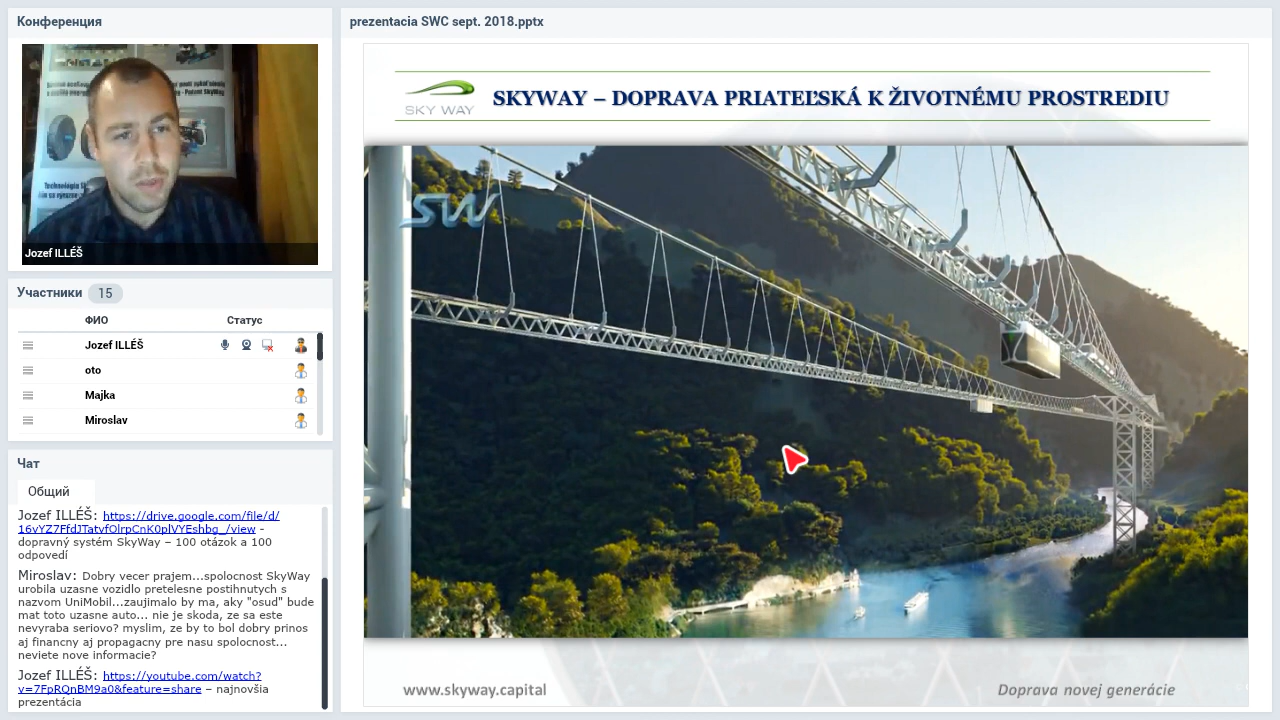 Конференция
Jozef ILLÉŠ
Участники 15
ФИО Статус
Jozef ILLÉŠ
oto
Majka
Miroslav
Чат
Общий
Jozef ILLÉŠ: https://drive.google.com/file/d/
16vYZ7FfdJTatvfOlrpCnK0plVYEshbg_/view -
dopravný systém SkyWay – 100 otázok a 100
odpovedí
Miroslav: Dobry vecer prajem...spolocnost SkyWay
urobila uzasne vozidlo pretelesne postihnutych s
nazvom UniMobil...zaujimalo by ma, aky "osud" bude
mat toto uzasne auto... nie je skoda, ze sa este
nevyraba seriovo? myslim, ze by to bol dobry prinos
aj financny aj propagacny pre nasu spolocnost...
neviete nove informacie?
Jozef ILLÉŠ: https://youtube.com/watch?
v=7FpRQnBM9a0&feature=share – najnovšia
prezentácia
prezentacia SWC sept. 2018.pptx
SKY WAY
SKYWAY – DOPRAVA PRIATEĽSKÁ K ŽIVOTNÉMU PROSTREDIU
SW
www.skyway.capital
Doprava novej generácie